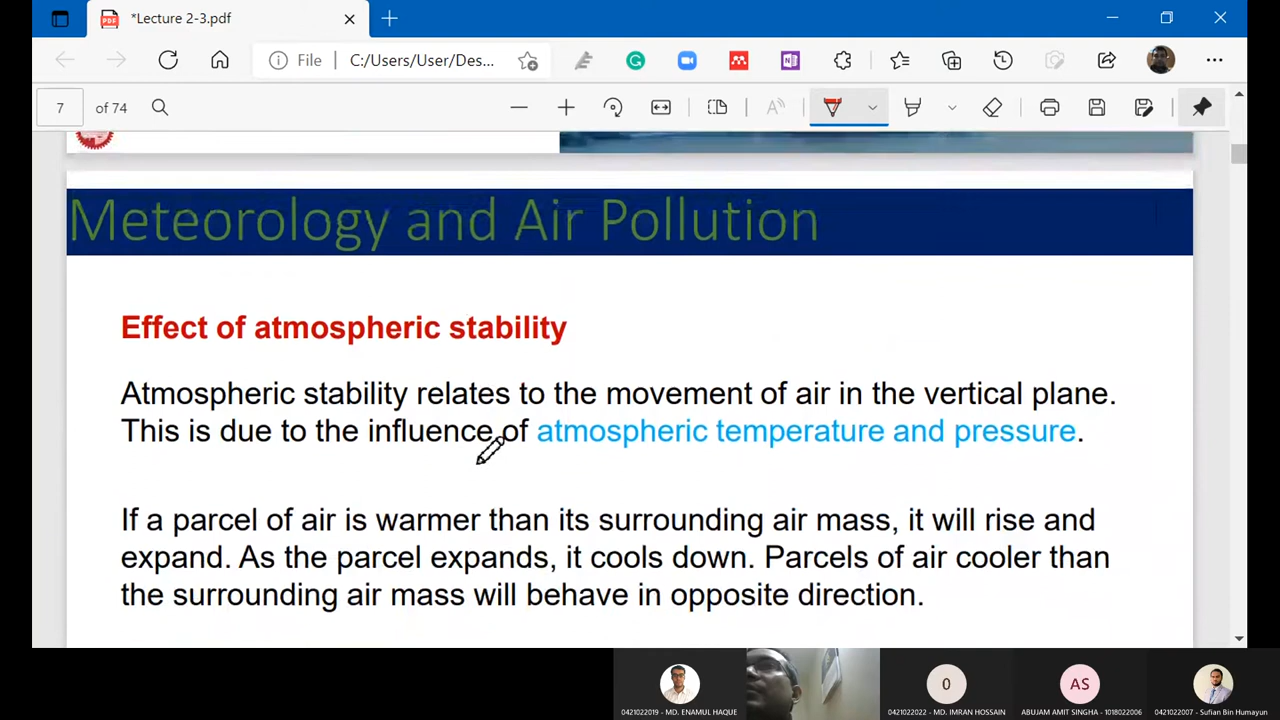 *Lecture 2-3.pdf
File C:/Users/User/Des...
7 of 74
Meteorology and Air Pollution
Effect of atmospheric stability
Atmospheric stability relates to the movement of air in the vertical plane.
This is due to the influence of atmospheric temperature and pressure.
If a parcel of air is warmer than its surrounding air mass, it will rise and
expand. As the parcel expands, it cools down. Parcels of air cooler than
the surrounding air mass will behave in opposite direction.
0 AS
0421022019 - MD. ENAMUL HAQUE 0421022022 - MD. IMRAN HOSSAIN ABUJAM AMIT SINGHA - 1018022006 0421022007 - Sufian Bin Humayun